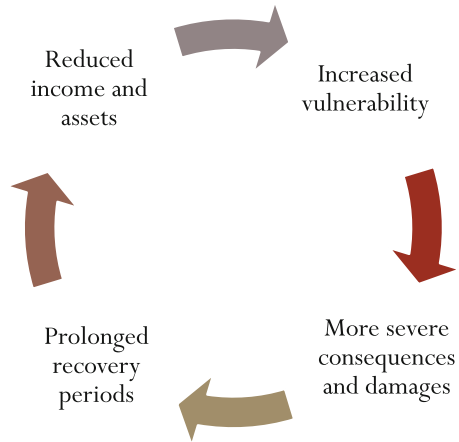 Reduced
income and
assets
Increased
vulnerability
More severe
consequences
and damages
Prolonged
recovery
periods